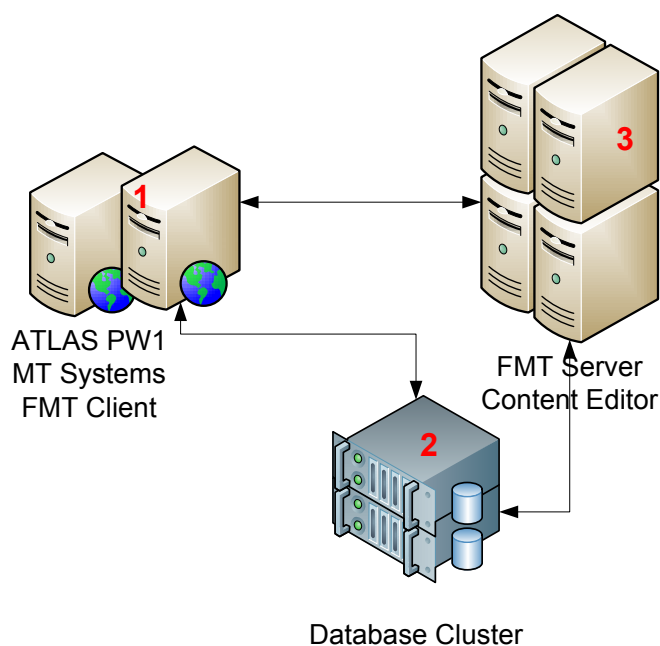 1
3
ATLAS PW1
MT Systems
FMT Client
FMT Server
Content Editor
2
Database Cluster